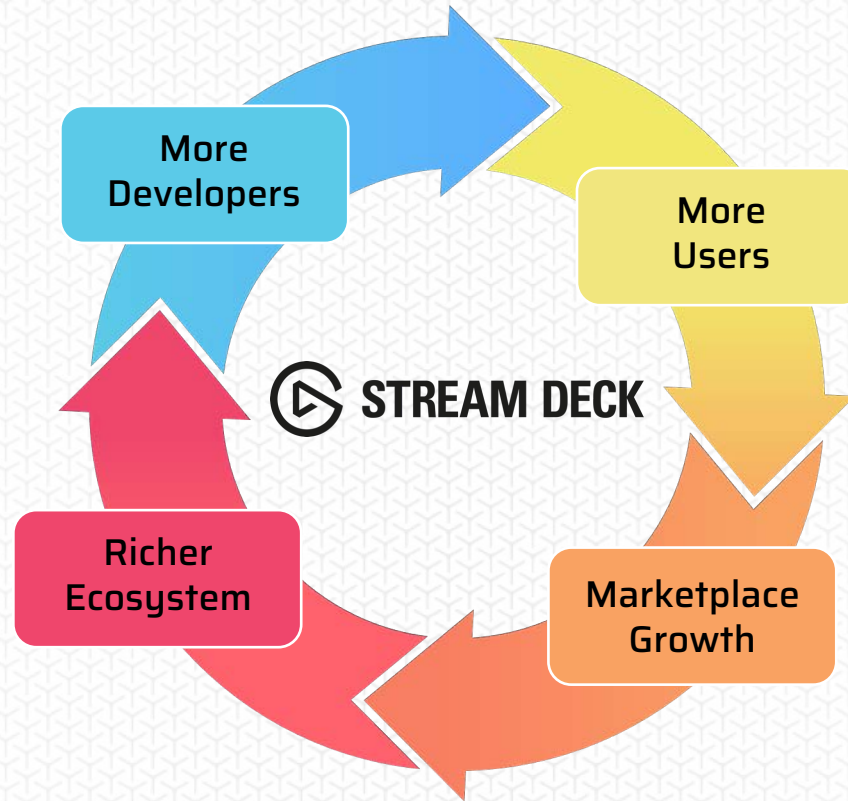 More
Developers
More
Users
STREAM DECK
Richer
Ecosystem
Marketplace
Growth